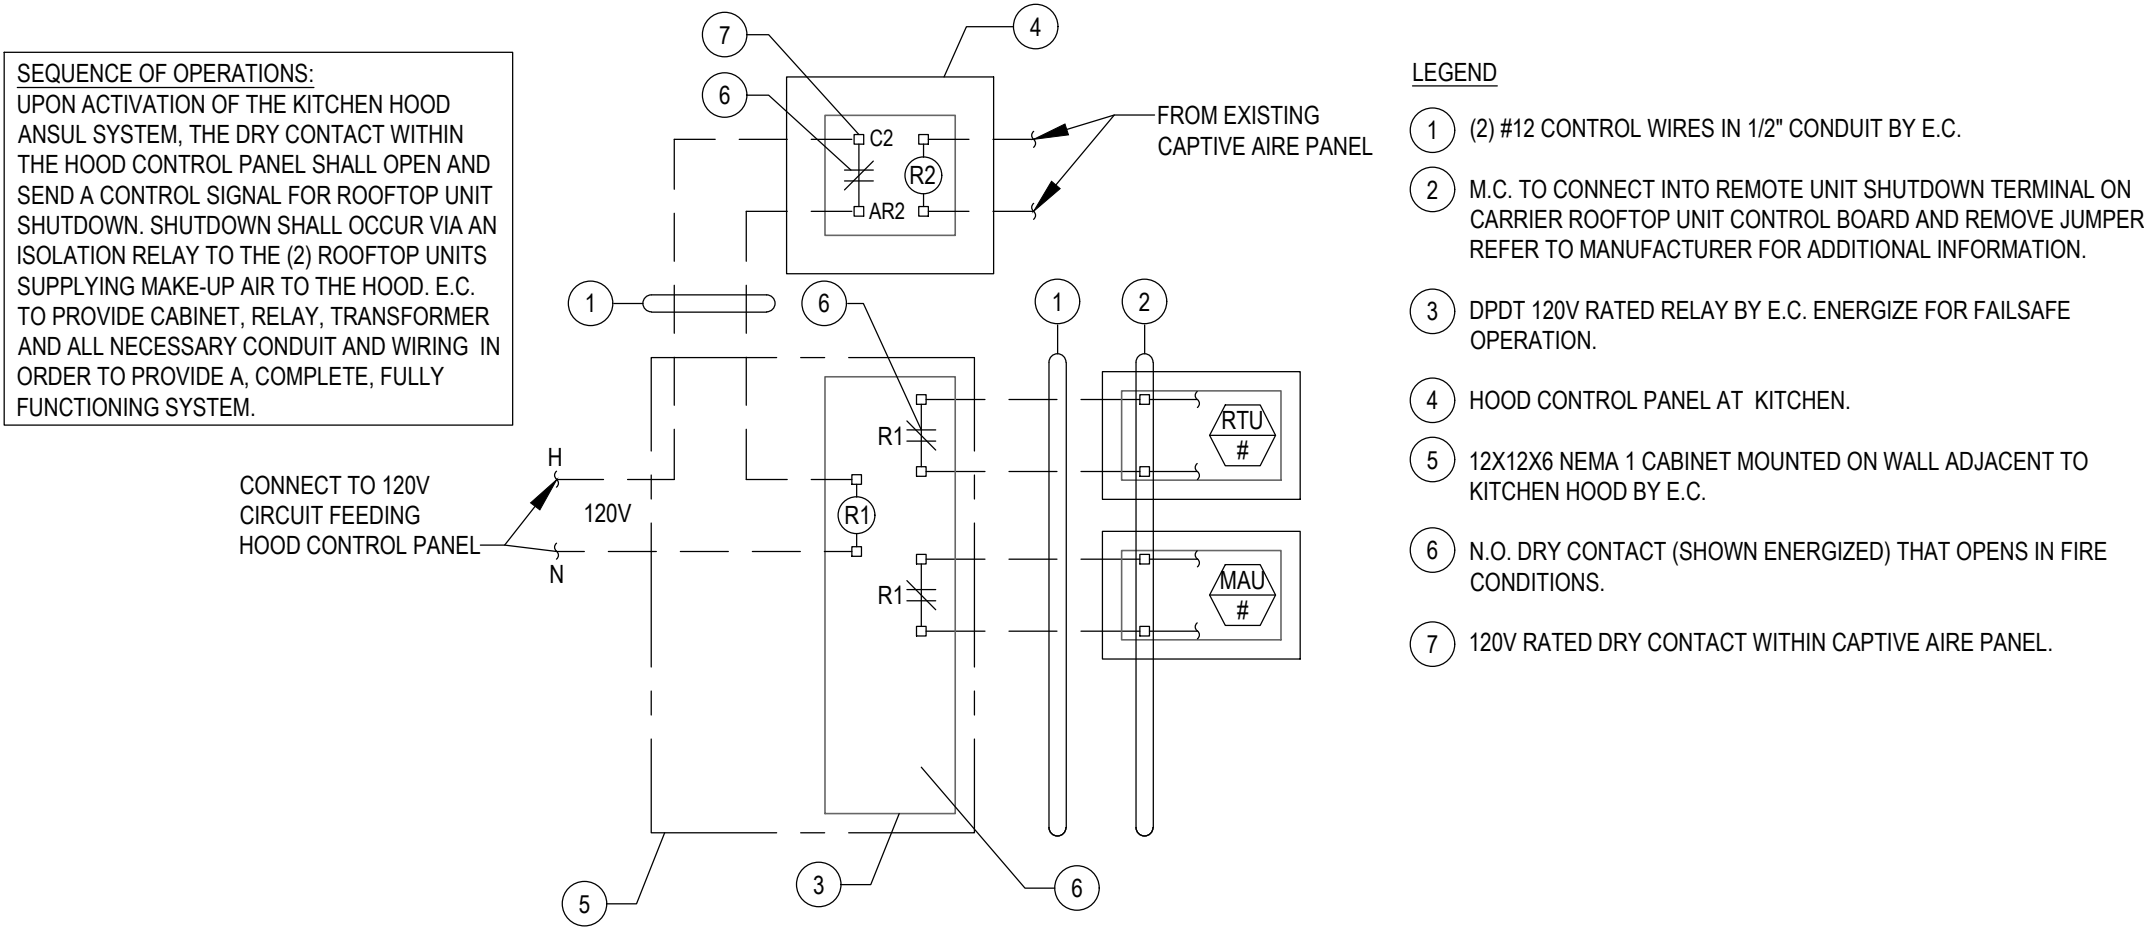 SEQUENCE OF OPERATIONS:
UPON ACTIVATION OF THE KITCHEN HOOD
ANSUL SYSTEM, THE DRY CONTACT WITHIN
THE HOOD CONTROL PANEL SHALL OPEN AND
SEND A CONTROL SIGNAL FOR ROOFTOP UNIT
SHUTDOWN. SHUTDOWN SHALL OCCUR VIA AN
ISOLATION RELAY TO THE (2) ROOFTOP UNITS
SUPPLYING MAKE-UP AIR TO THE HOOD. E.C.
TO PROVIDE CABINET, RELAY, TRANSFORMER
AND ALL NECESSARY CONDUIT AND WIRING IN
ORDER TO PROVIDE A, COMPLETE, FULLY
FUNCTIONING SYSTEM.
7
4
6
C2
R2
AR2
FROM EXISTING
CAPTIVE AIRE PANEL
1
6
1
2
R1
RTU
#
H
CONNECT TO 120V
CIRCUIT FEEDING
HOOD CONTROL PANEL
120V
N
R1
R1
MAU
#
5
3
6
LEGEND
1 (2) #12 CONTROL WIRES IN 1/2" CONDUIT BY E.C.
2 M.C. TO CONNECT INTO REMOTE UNIT SHUTDOWN TERMINAL ON
CARRIER ROOFTOP UNIT CONTROL BOARD AND REMOVE JUMPER
REFER TO MANUFACTURER FOR ADDITIONAL INFORMATION.
3 DPDT 120V RATED RELAY BY E.C. ENERGIZE FOR FAILSAFE
OPERATION.
4 HOOD CONTROL PANEL AT KITCHEN.
5 12X12X6 NEMA 1 CABINET MOUNTED ON WALL ADJACENT TO
KITCHEN HOOD BY E.C.
6 N.O. DRY CONTACT (SHOWN ENERGIZED) THAT OPENS IN FIRE
CONDITIONS.
7 120V RATED DRY CONTACT WITHIN CAPTIVE AIRE PANEL.